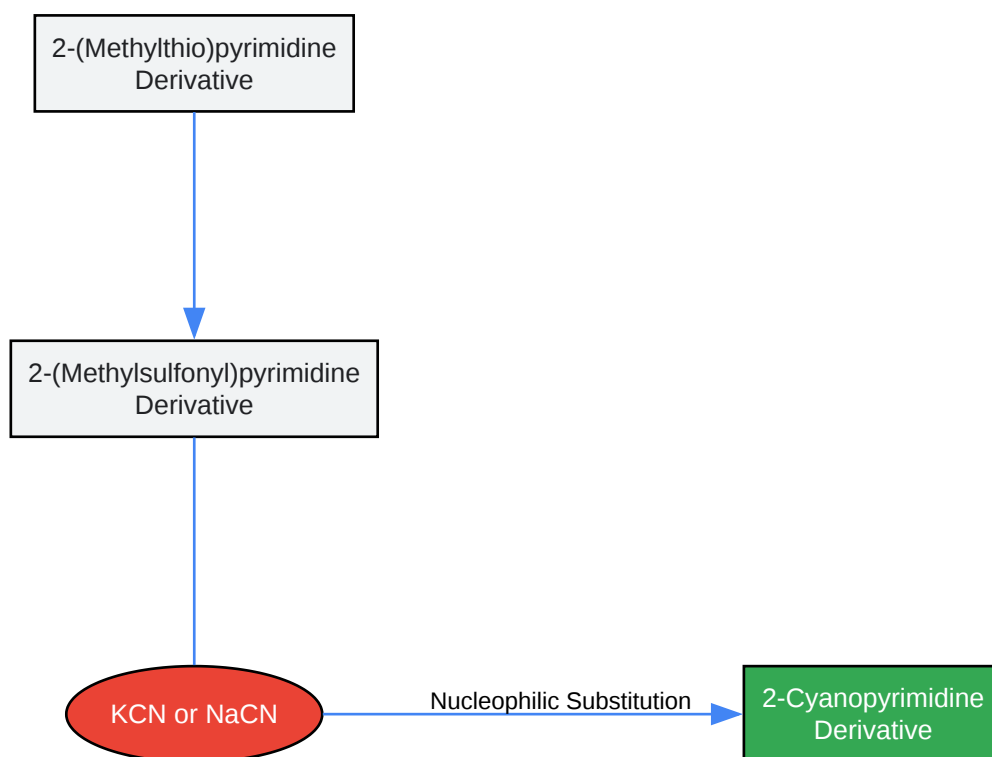 2-(Methylthio)pyrimidine
Derivative
2-(Methylsulfonyl)pyrimidine
Derivative
KCN or NaCN
Nucleophilic Substitution
2-Cyanopyrimidine
Derivative